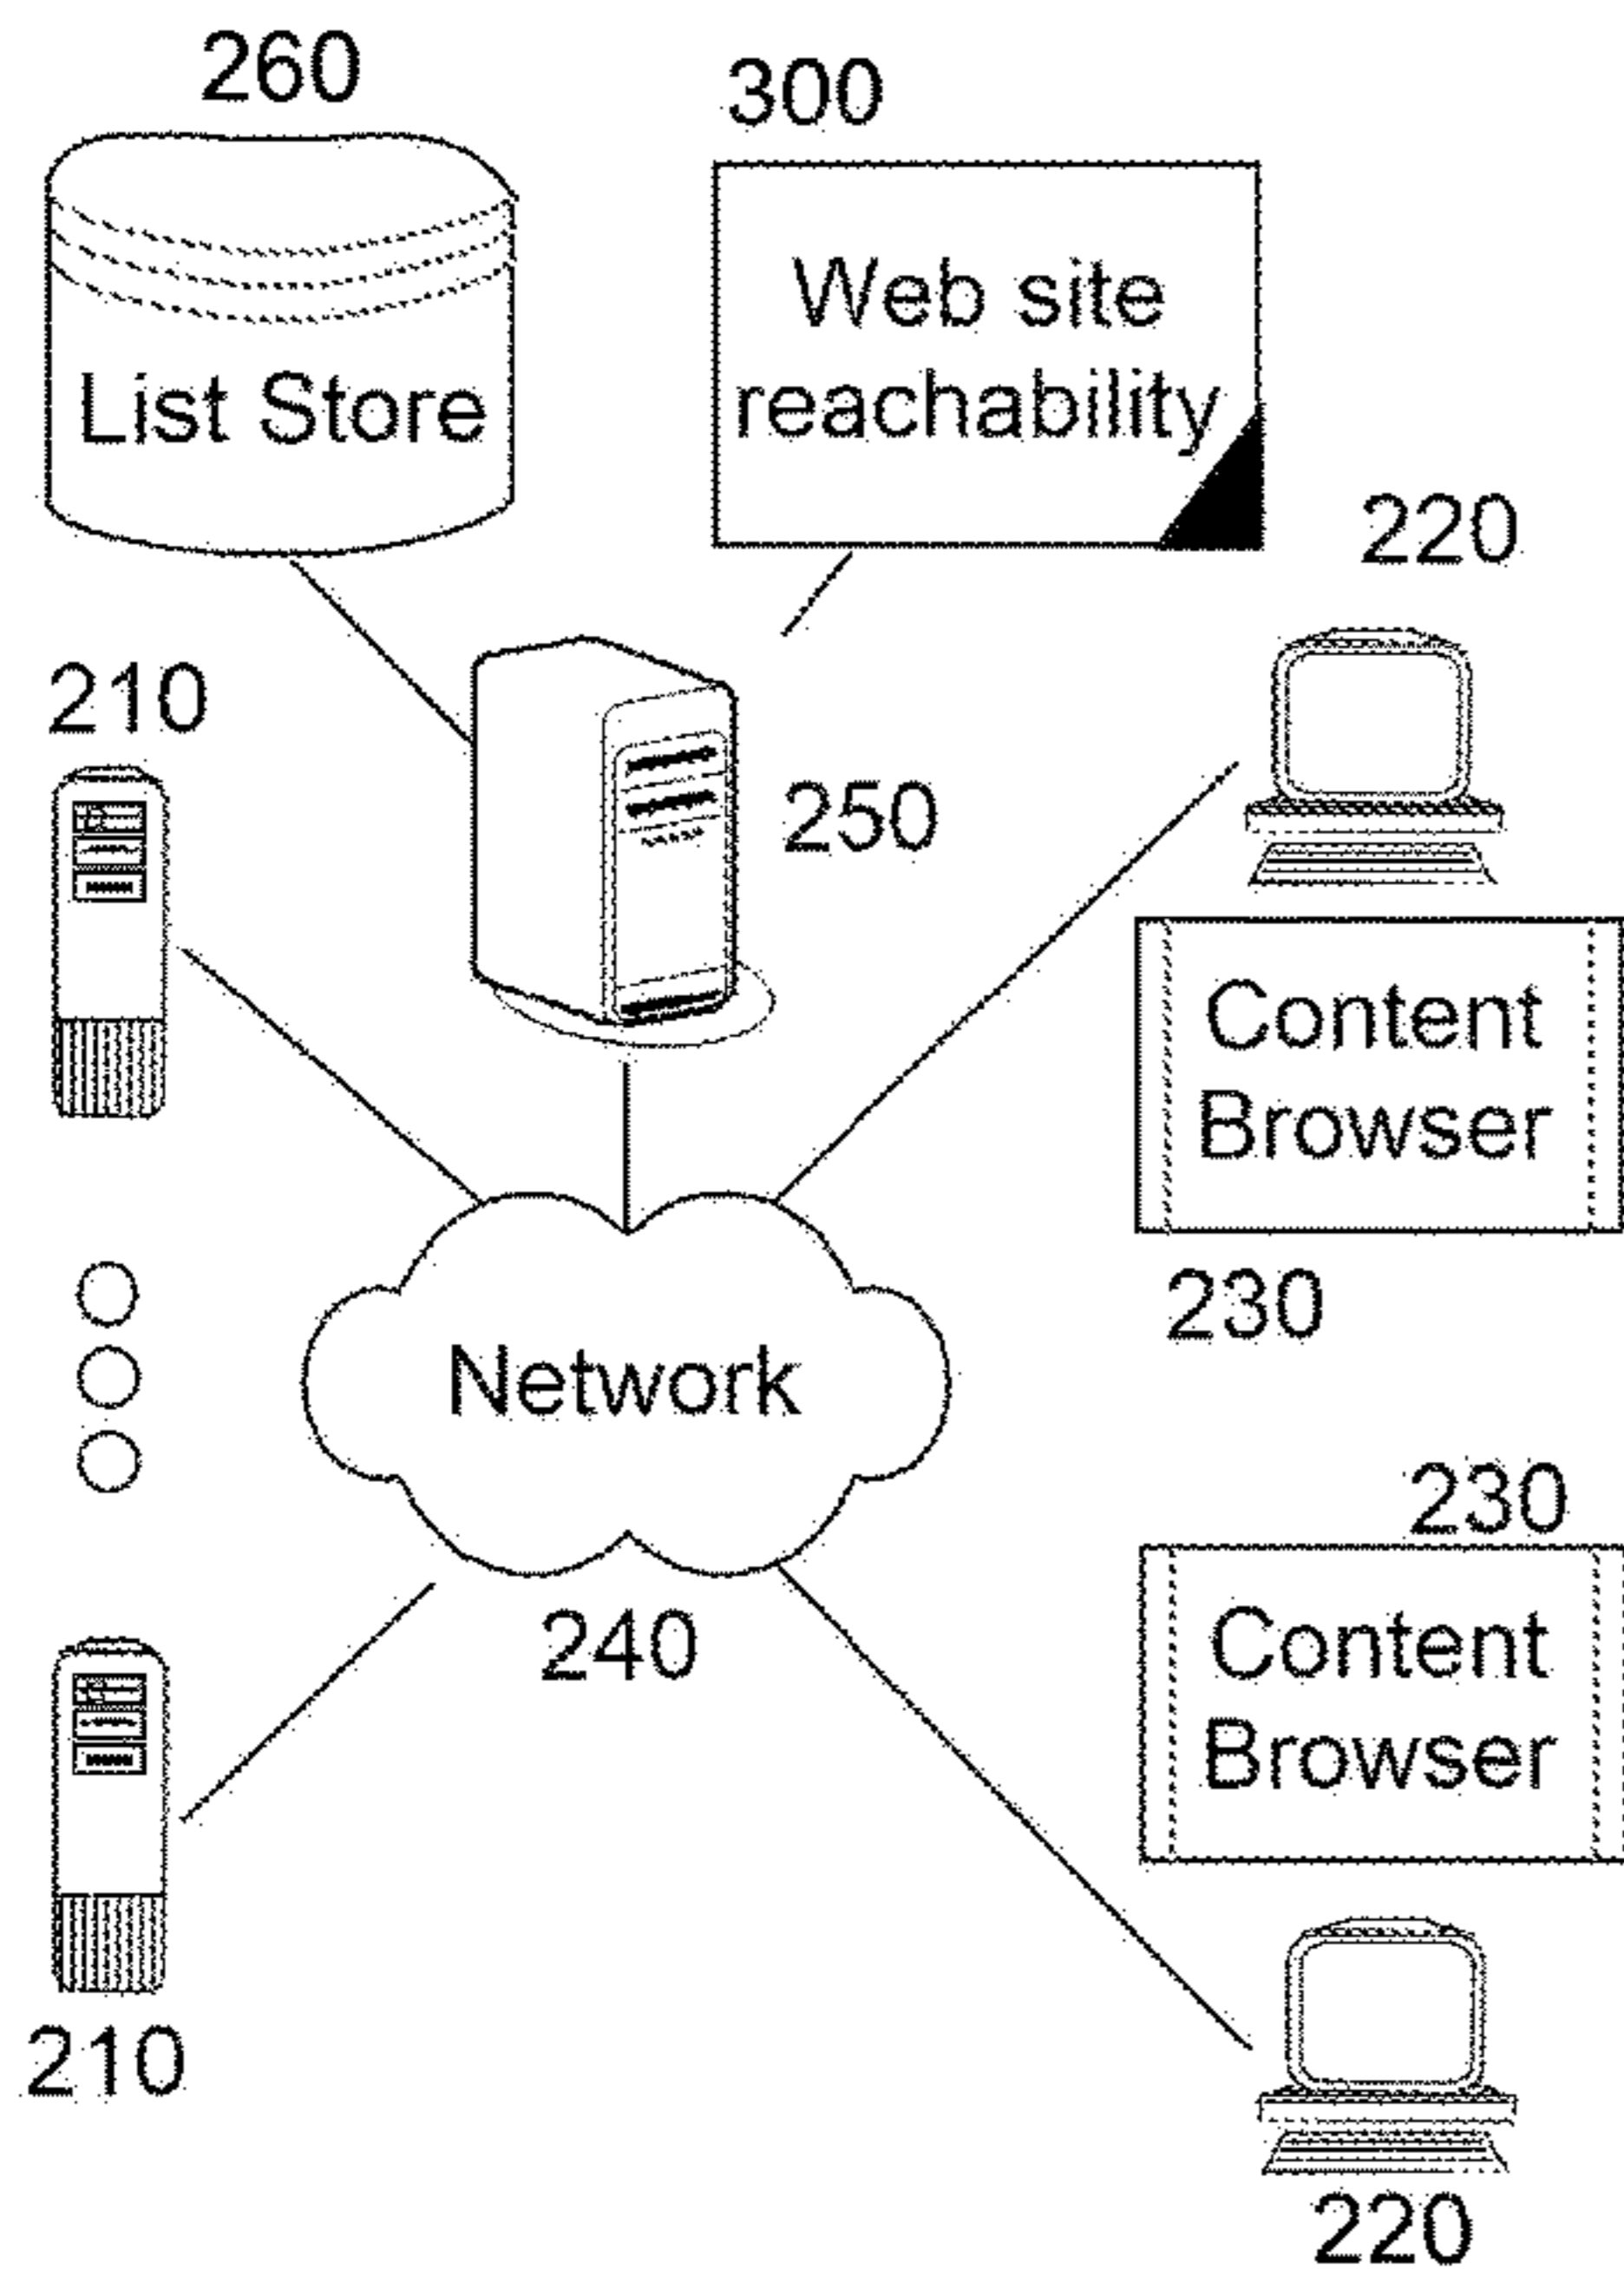 260
300
List Store
Web site
reachability
220
210
250
Content
Browser
230
Network
240
230
Content
Browser
210
220